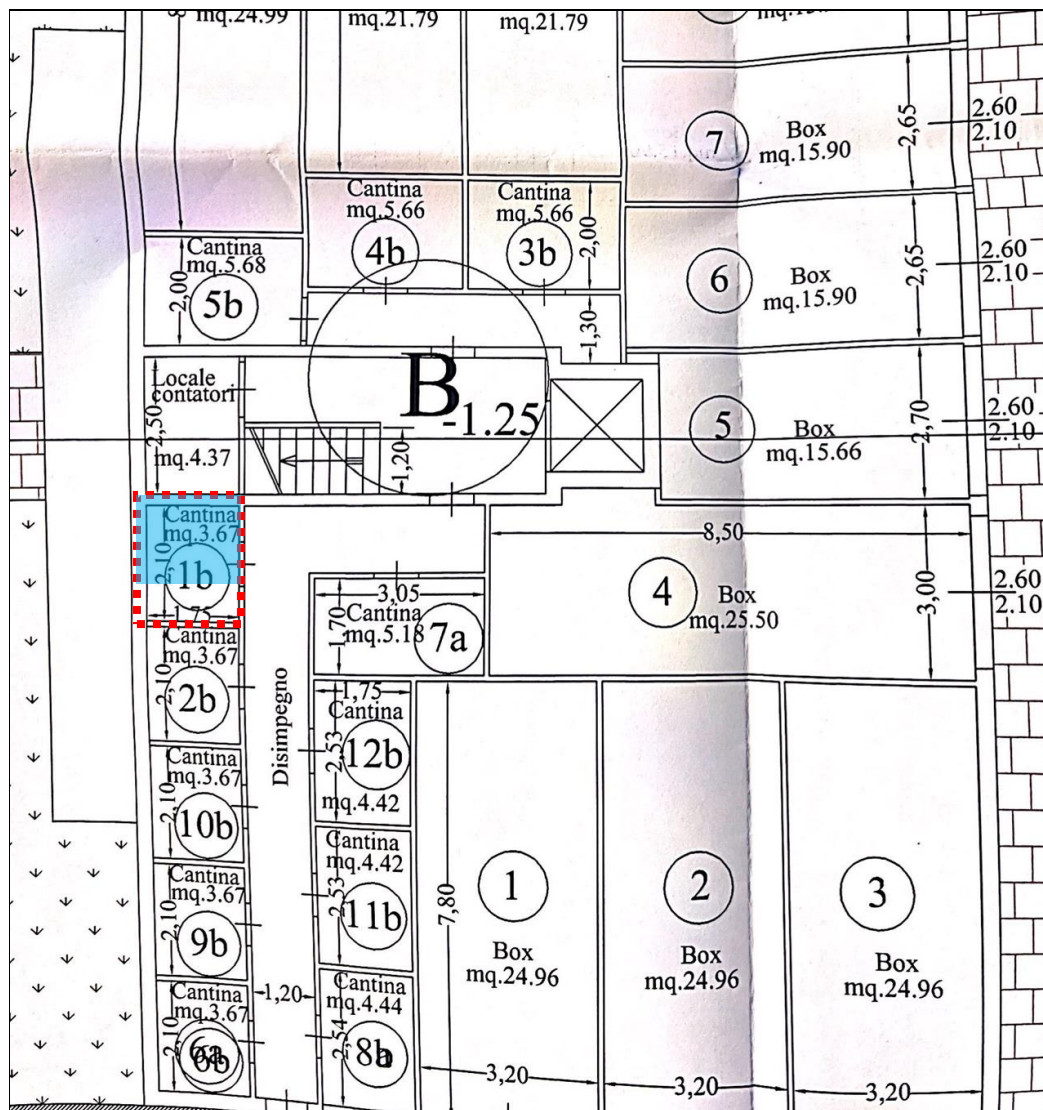 mq.24.99
mq.21.79
mq.21.79
Cantina
mq.5.68
2,00
5b
Cantina
mq.5.66
4b
Cantina
mq.5.66
3b
2,00
1,30
7
Box
mq.15.90
2,65
2.60
2.10
6
Box
mq.15.90
2,65
2.60
2.10
5
Box
mq.15.66
2,70
2.60
2.10
Locale
contatori
2,50
mq.4.37
B
-1.25
1,20
Cantina
mq.3.67
2,10
1b
1,75
8,50
4
Box
mq.25.50
3,00
2.60
2.10
3,05
Cantina
mq.5.18
1,70
7a
Cantina
mq.3.67
2,10
2b
Disimpegno
1,75
Cantina
2,53
12b
mq.4.42
Cantina
mq.3.67
2,10
10b
Cantina
mq.4.42
2,53
11b
Cantina
mq.3.67
2,10
9b
7,80
1
Box
mq.24.96
2
Box
mq.24.96
3
Box
mq.24.96
Cantina
mq.3.67
2,10
1,20
Cantina
mq.4.44
2,54
3,20
3,20
3,20